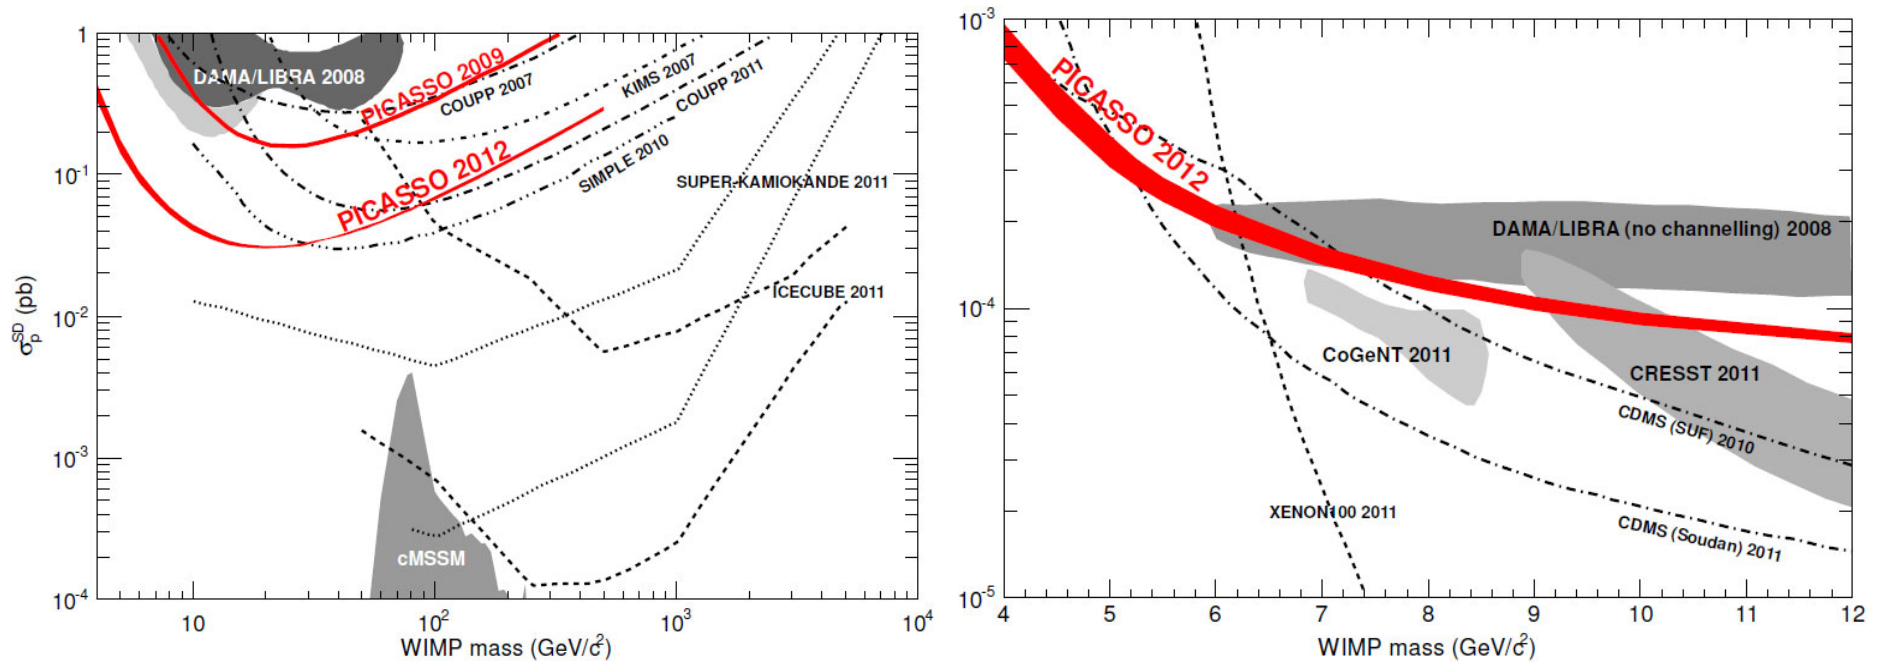 1
10⁻¹
10⁻²
10⁻³
10⁻⁴
σₚˢᴰ (pb)
DAMA/LIBRA 2008
PICASSO 2009
COUPP 2007
KIMS 2007
COUPP 2011
PICASSO 2012
SIMPLE 2010
SUPER-KAMIOKANDE 2011
ICECUBE 2011
cMSSM
10
10²
10³
10⁴
WIMP mass (GeV/c²)
10⁻³
10⁻⁴
10⁻⁵
PICASSO 2012
DAMA/LIBRA (no channelling) 2008
CoGeNT 2011
CRESST 2011
CDMS (SUF) 2010
XENON100 2011
CDMS (Soudan) 2011
4 5 6 7 8 9 10 11 12
WIMP mass (GeV/c²)